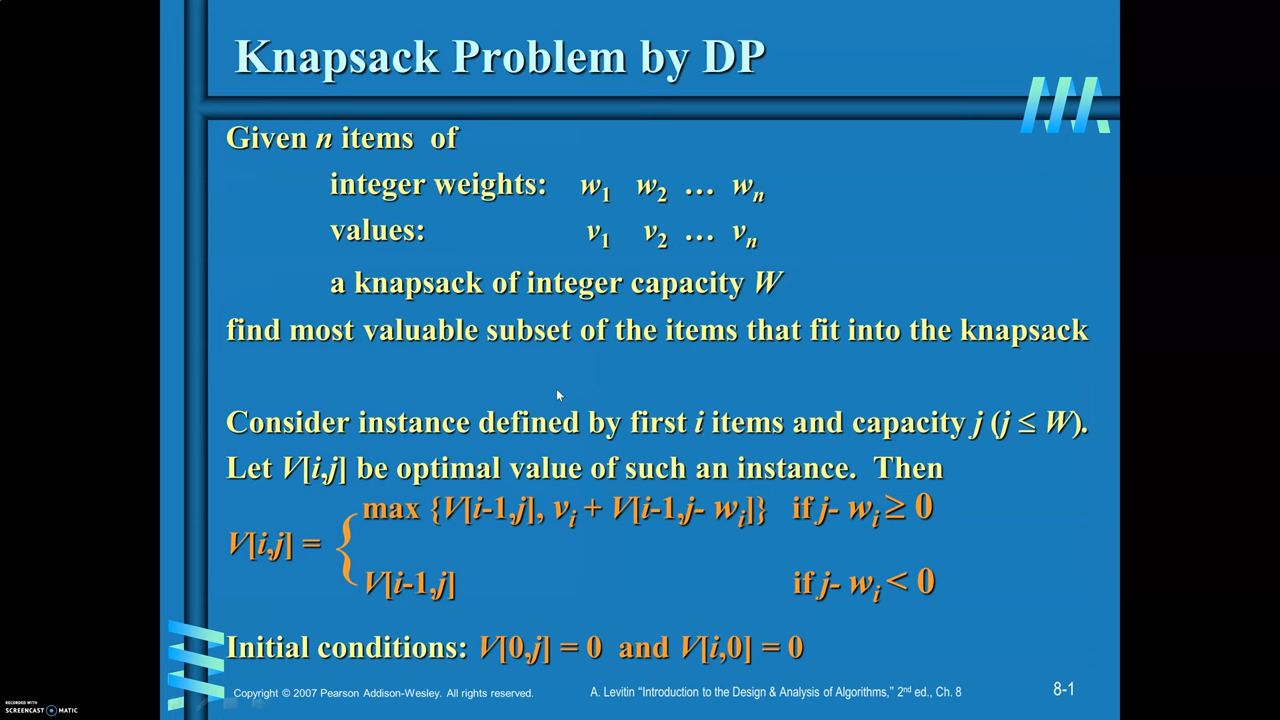 Knapsack Problem by DP
Given n items of
integer weights: w1 w2 … wn
values: v1 v2 … vn
a knapsack of integer capacity W
find most valuable subset of the items that fit into the knapsack
Consider instance defined by first i items and capacity j (j ≤ W).
Let V[i,j] be optimal value of such an instance. Then
max {V[i-1,j], vi + V[i-1,j- wi]} if j- wi ≥ 0
V[i,j] = {
V[i-1,j] if j- wi < 0
Initial conditions: V[0,j] = 0 and V[i,0] = 0
Copyright © 2007 Pearson Addison-Wesley. All rights reserved. A. Levitin “Introduction to the Design & Analysis of Algorithms,” 2nd ed., Ch. 8 8-1
RECORDED WITH
SCREENCAST MATIC